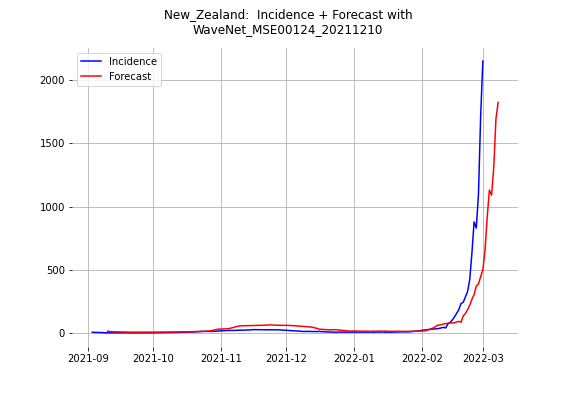 New_Zealand:  Incidence + Forecast with
WaveNet_MSE00124_20211210
Incidence
Forecast
2000
1500
1000
500
0
2021-09 2021-10 2021-11 2021-12 2022-01 2022-02 2022-03